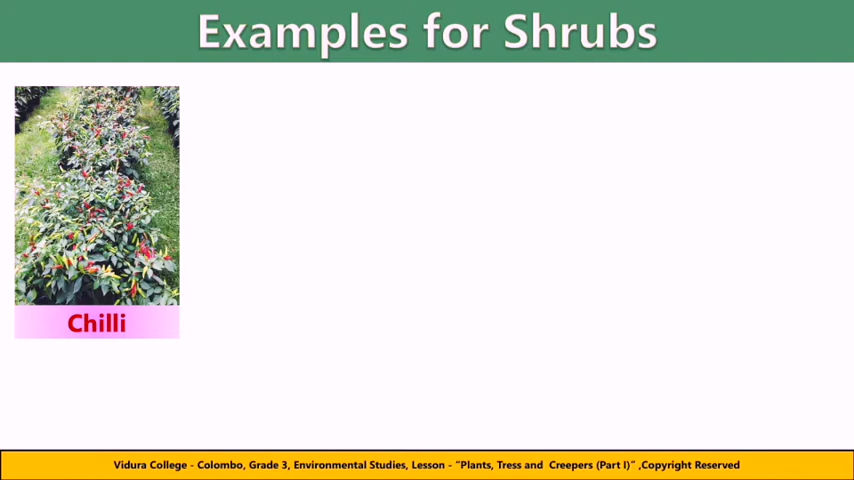 Examples for Shrubs
Chilli
Vidura College - Colombo, Grade 3, Environmental Studies, Lesson - “Plants, Tress and Creepers (Part I)” ,Copyright Reserved